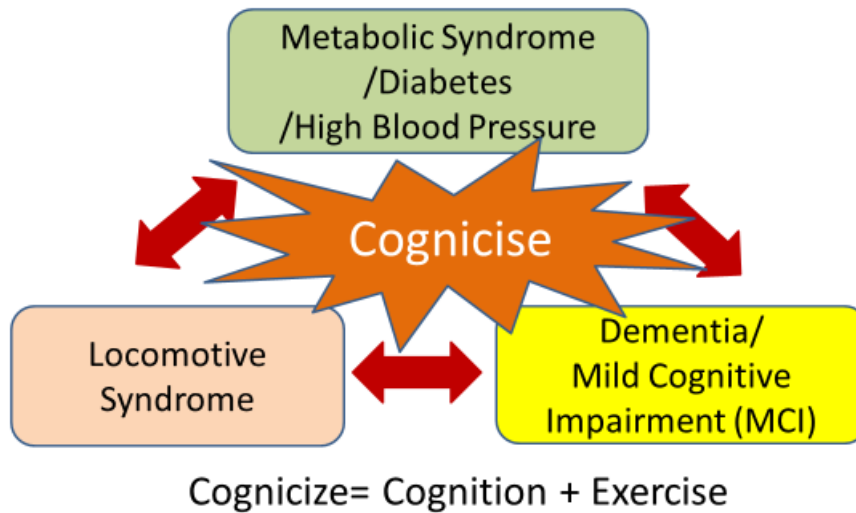 Metabolic Syndrome
/Diabetes
/High Blood Pressure
Cognicise
Locomotive
Syndrome
Dementia/
Mild Cognitive
Impairment (MCI)
Cognicize= Cognition + Exercise